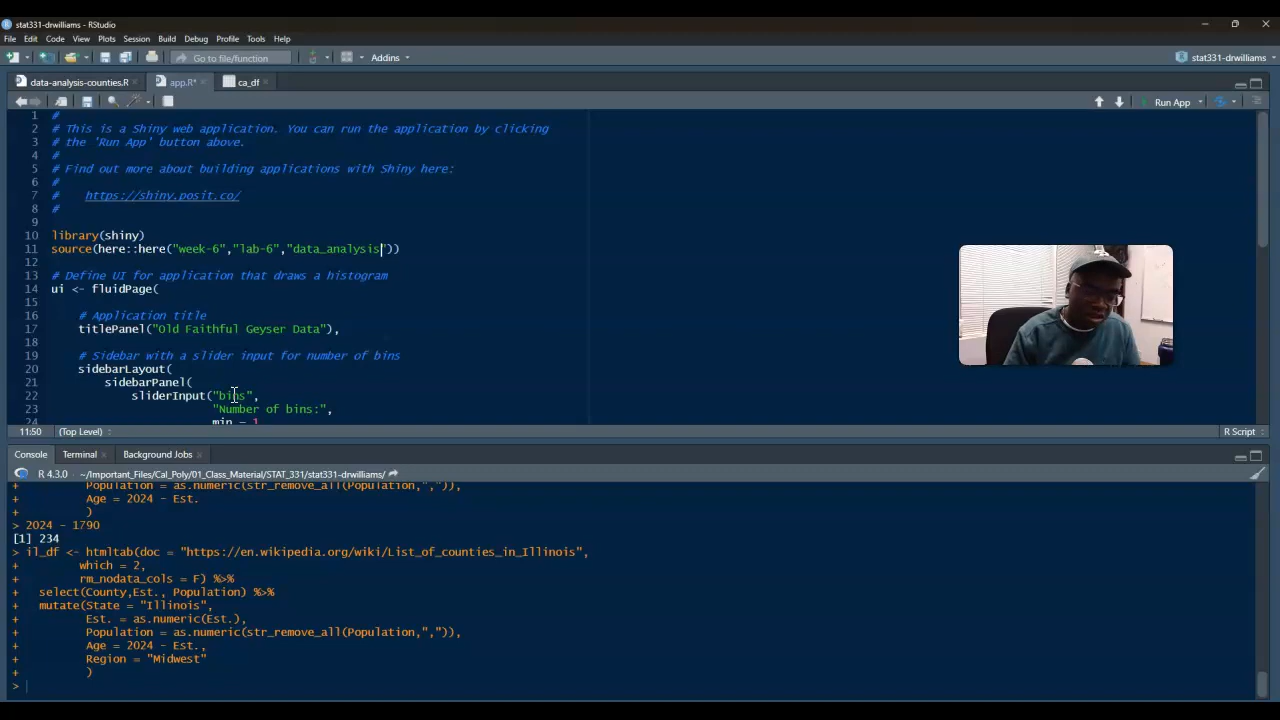 stat331-drwilliams - RStudio
File Edit Code View Plots Session Build Debug Profile Tools Help
Go to file/function Addins stat331-drwilliams
data-analysis-counties.R app.R* ca_df
Run App
1 #
2 # This is a Shiny web application. You can run the application by clicking
3 # the 'Run App' button above.
4 #
5 # Find out more about building applications with Shiny here:
6 #
7 # https://shiny.posit.co/
8 #
9
10 library(shiny)
11 source(here::here("week-6","lab-6","data_analysis"))
12
13 # Define UI for application that draws a histogram
14 ui <- fluidPage(
15
16 # Application title
17 titlePanel("Old Faithful Geyser Data"),
18
19 # Sidebar with a slider input for number of bins
20 sidebarLayout(
21 sidebarPanel(
22 sliderInput("bins",
23 "Number of bins:",
24 min = 1
11:50 (Top Level) R Script
Console Terminal Background Jobs
R 4.3.0 · ~/Important_Files/Cal_Poly/01_Class_Material/STAT_331/stat331-drwilliams/
+ Population = as.numeric(str_remove_all(Population,",")),
+ Age = 2024 - Est.
+ )
> 2024 - 1790
[1] 234
> il_df <- htmltab(doc = "https://en.wikipedia.org/wiki/List_of_counties_in_Illinois",
+ which = 2,
+ rm_nodata_cols = F) %>%
+ select(County,Est., Population) %>%
+ mutate(State = "Illinois",
+ Est. = as.numeric(Est.),
+ Population = as.numeric(str_remove_all(Population,",")),
+ Age = 2024 - Est.,
+ Region = "Midwest"
+ )
>